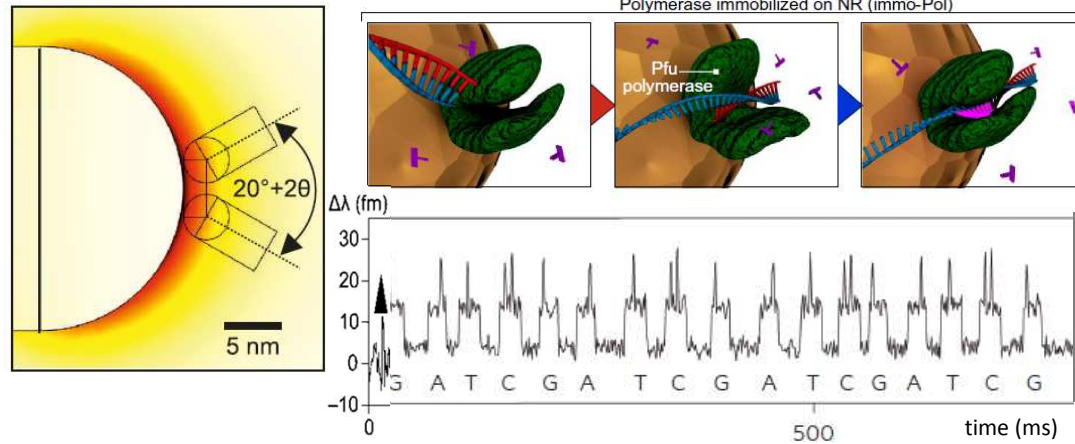 Polymerase immobilized on NR (immo-Pol)
20°+2θ
5 nm
Pfu
polymerase
Δλ (fm)
30
20
10
0
−10
G A T C G A T C G A T C G A T C G
0
500
time (ms)